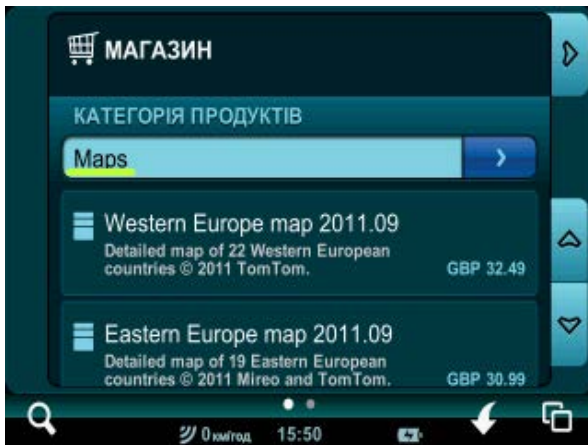 МАГАЗИН
КАТЕГОРІЯ ПРОДУКТІВ
Maps
Western Europe map 2011.09
Detailed map of 22 Western European
countries © 2011 TomTom.
GBP 32.49
Eastern Europe map 2011.09
Detailed map of 19 Eastern European
countries © 2011 Mireo and TomTom.
GBP 30.99
0 км/год
15:50